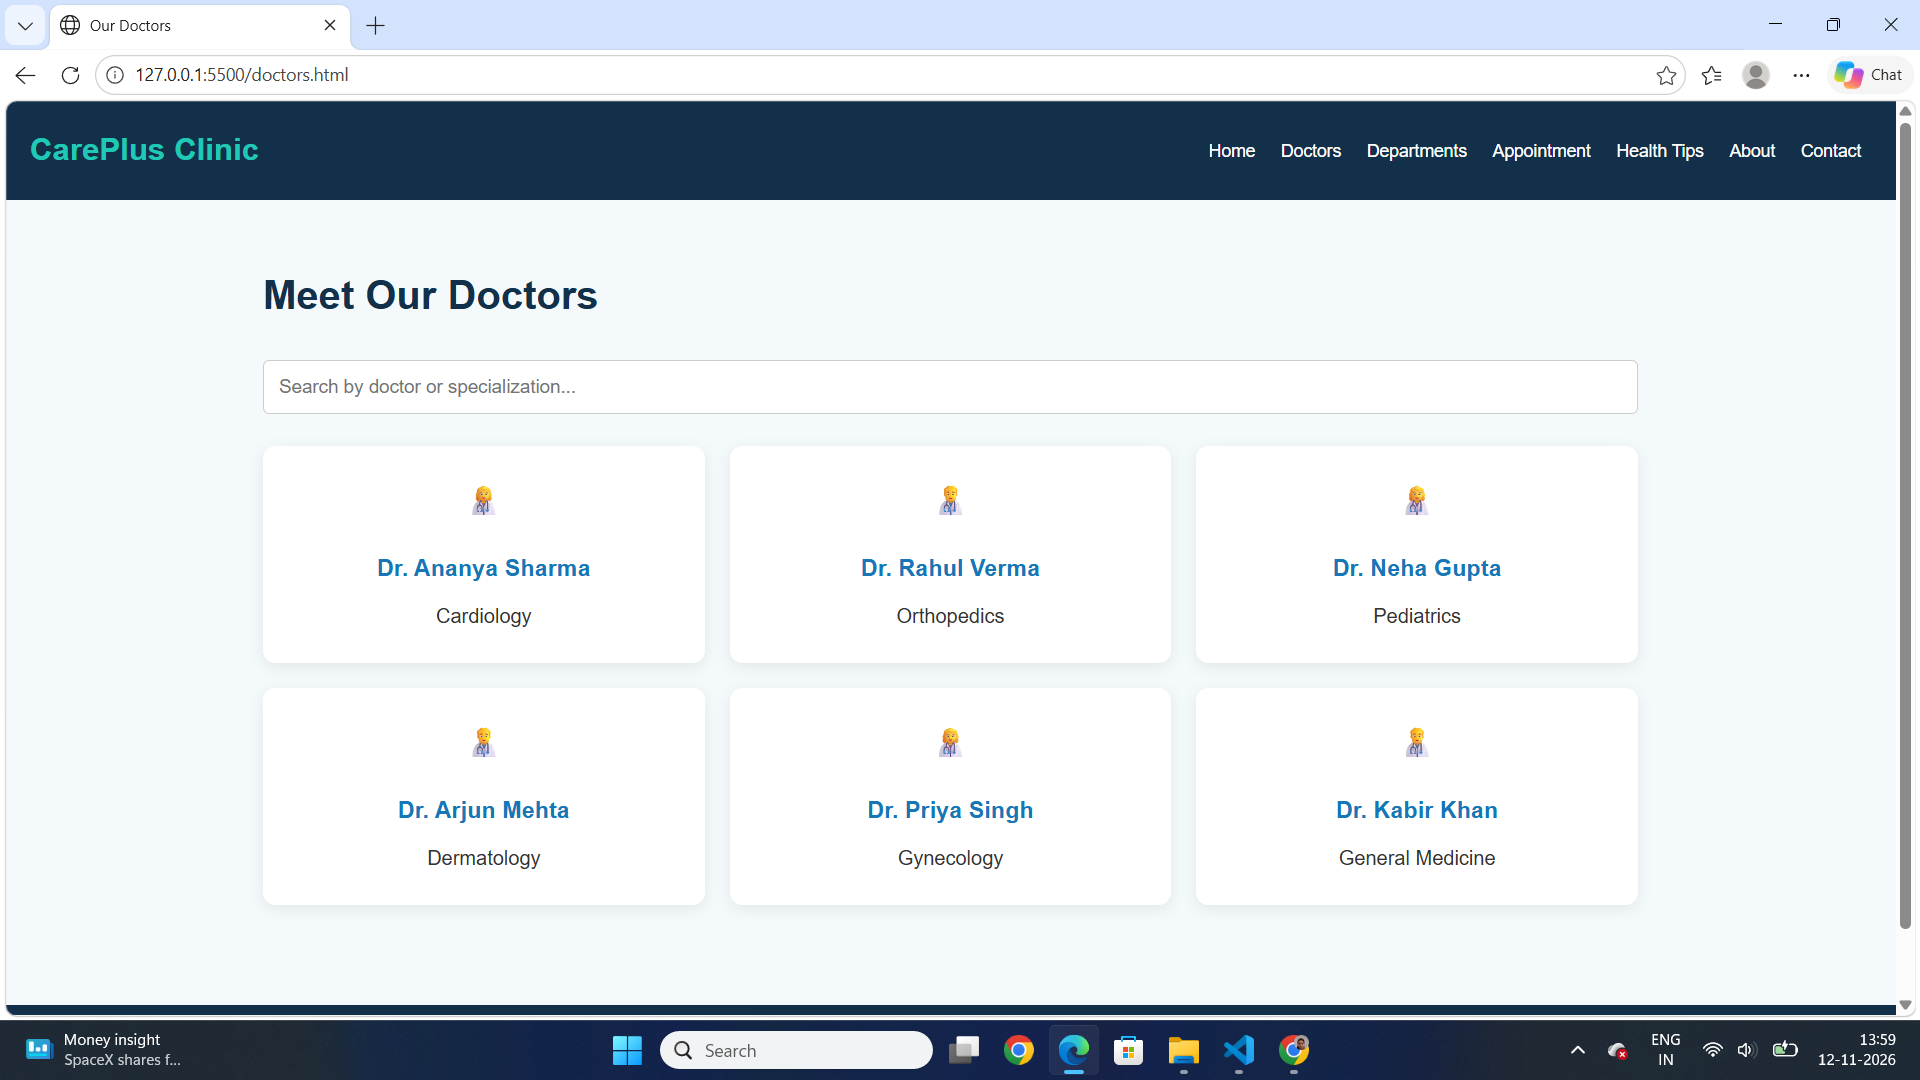 Our Doctors
127.0.0.1:5500/doctors.html
Chat
CarePlus Clinic
Home Doctors Departments Appointment Health Tips About Contact
Meet Our Doctors
Search by doctor or specialization...
Dr. Ananya Sharma
Cardiology
Dr. Rahul Verma
Orthopedics
Dr. Neha Gupta
Pediatrics
Dr. Arjun Mehta
Dermatology
Dr. Priya Singh
Gynecology
Dr. Kabir Khan
General Medicine
Money insight
SpaceX shares f...
Search
ENG
IN
13:59
12-11-2026